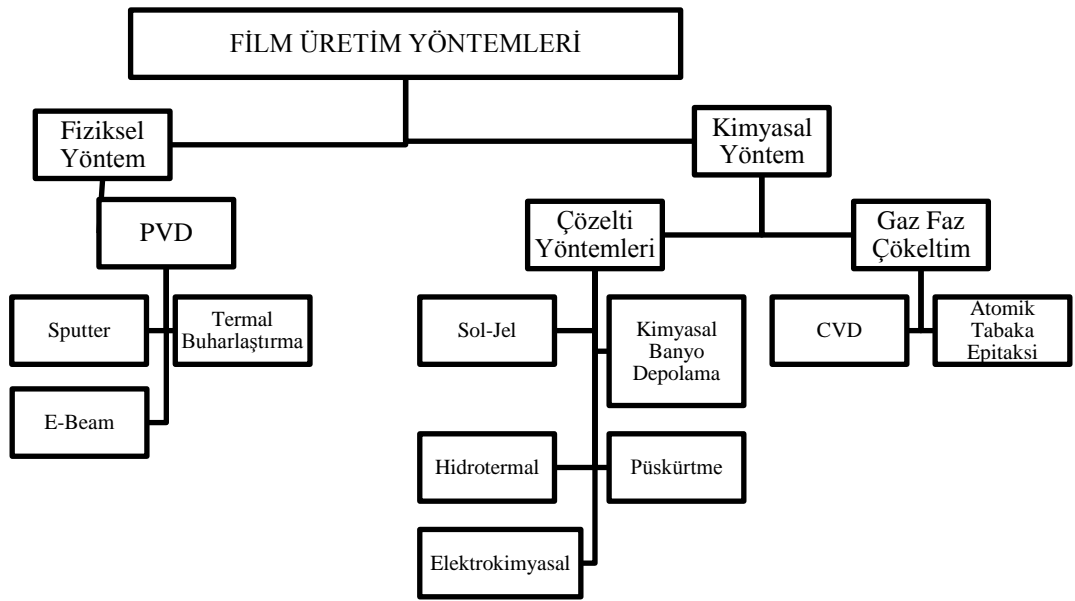 FİLM ÜRETİM YÖNTEMLERİ
Fiziksel
Yöntem
Kimyasal
Yöntem
PVD
Çözelti
Yöntemleri
Gaz Faz
Çökeltim
Sputter
Termal
Buharlaştırma
Sol-Jel
Kimyasal
Banyo
Depolama
CVD
Atomik
Tabaka
Epitaksi
E-Beam
Hidrotermal
Püskürtme
Elektrokimyasal